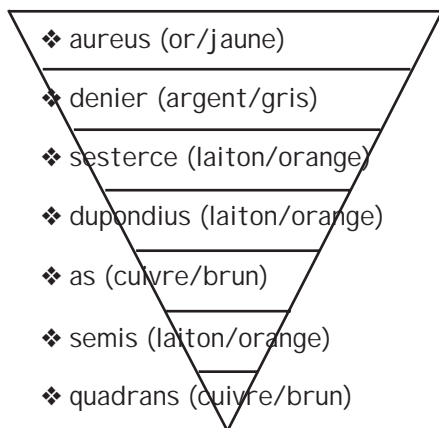 ❖ aureus (or/jaune)
❖ denier (argent/gris)
❖ sesterce (laiton/orange)
❖ dupondius (laiton/orange)
❖ as (cuivre/brun)
❖ semis (laiton/orange)
❖ quadrans (cuivre/brun)